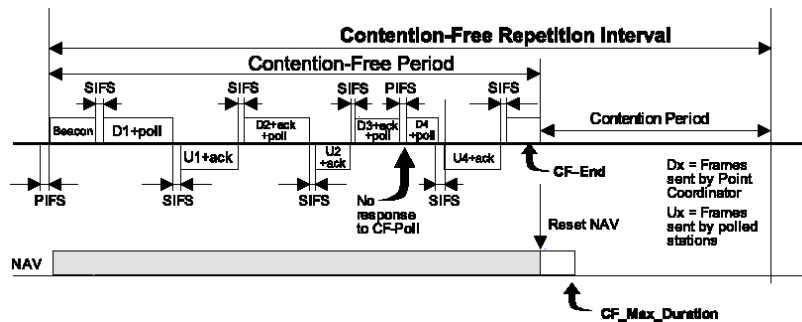 Contention-Free Repetition Interval
Contention-Free Period
SIFS
SIFS
SIFS
PIFS
SIFS
Contention Period
Beacon
D1+poll
D2+ack
+poll
D3+ack
+poll
D4
+poll
U1+ack
U2
+ack
U4+ack
CF-End
PIFS
SIFS
SIFS
No
response
to CF-Poll
SIFS
Reset NAV
Dx = Frames
sent by Point
Coordinator
Ux = Frames
sent by polled
stations
NAV
CF_Max_Duration